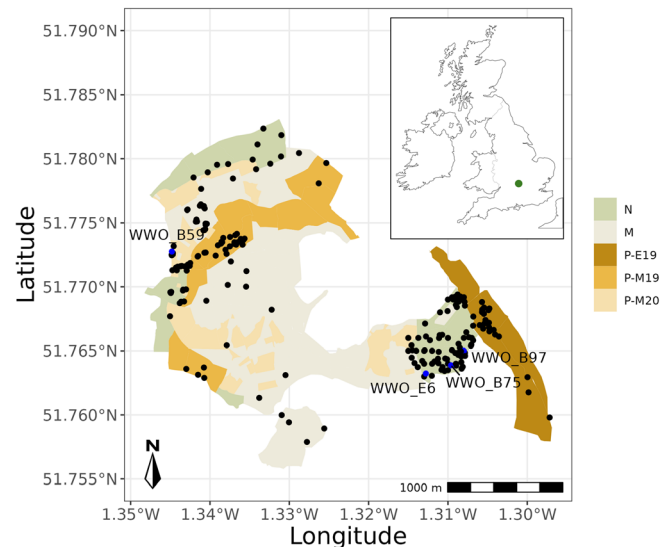 51.790°N
51.785°N
51.780°N
51.775°N
51.770°N
51.765°N
51.760°N
51.755°N
Latitude
WWO_B59
WWO_B97
WWO_B75
WWO_E6
N
1000 m
1.35°W 1.34°W 1.33°W 1.32°W 1.31°W 1.30°W
Longitude
N
M
P-E19
P-M19
P-M20